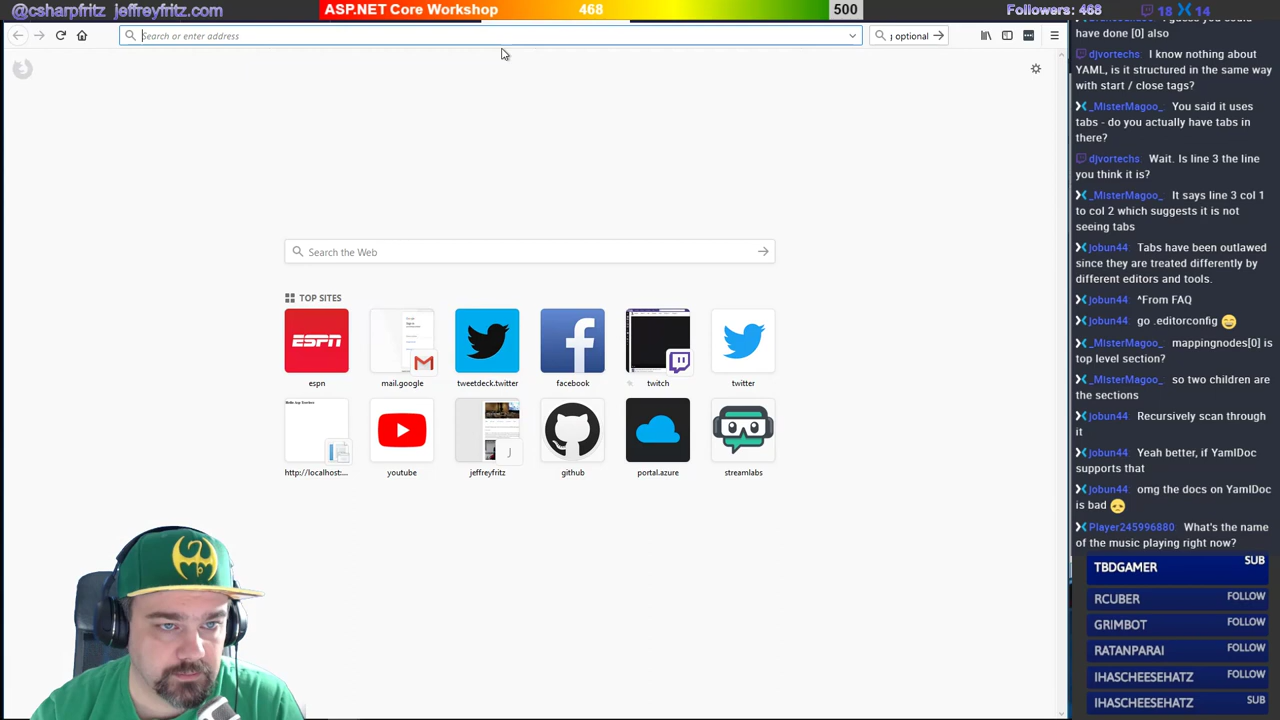 @csharpfritz jeffreyfritz.com
ASP.NET Core Workshop 468 500
Followers: 468 18 14
Search or enter address
optional
TOP SITES
Search the Web
ESPN
espn
mail.google
tweetdeck.twitter
facebook
twitch
twitter
J
http://localhost:...
youtube
jeffreyfritz
github
portal.azure
streamlabs
have done [0] also
djvortechs: I know nothing about
YAML, is it structured in the same way
with start / close tags?
_MisterMagoo_: You said it uses
tabs - do you actually have tabs in
there?
djvortechs: Wait. Is line 3 the line
you think it is?
_MisterMagoo_: It says line 3 col 1
to col 2 which suggests it is not
seeing tabs
jobun44: Tabs have been outlawed
since they are treated differently by
different editors and tools.
jobun44: ^From FAQ
jobun44: go .editorconfig
_MisterMagoo_: mappingnodes[0] is
top level section?
_MisterMagoo_: so two children are
the sections
jobun44: Recursively scan through
it
jobun44: Yeah better, if YamlDoc
supports that
jobun44: omg the docs on YamlDoc
is bad
Player245996880: What's the name
of the music playing right now?
TBDGAMER SUB
RCUBER FOLLOW
GRIMBOT FOLLOW
RATANPARAI FOLLOW
IHASCHEESEHATZ FOLLOW
IHASCHEESEHATZ SUB